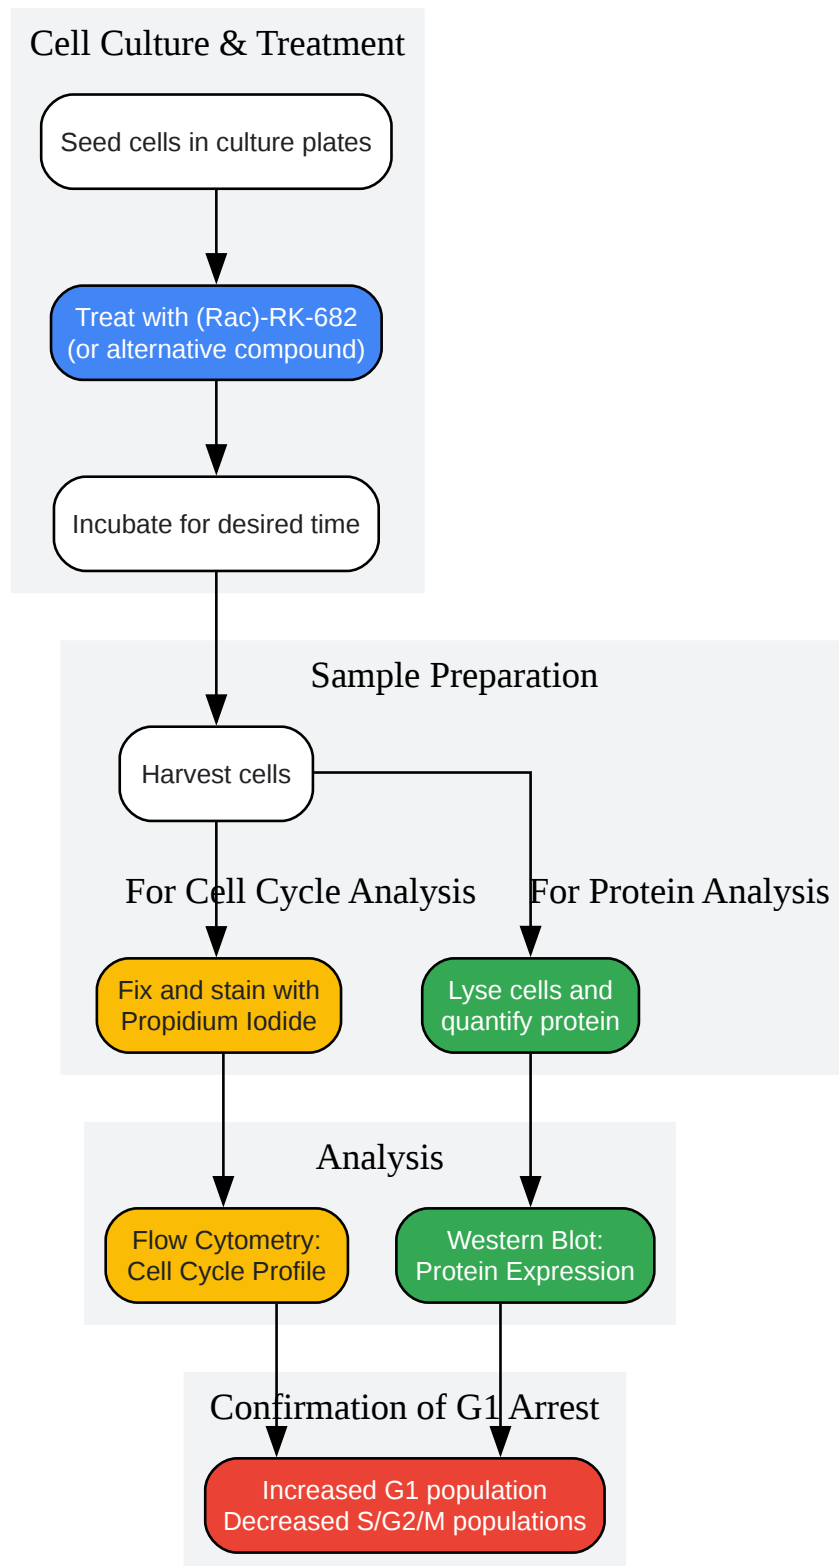 Cell Culture & Treatment
Seed cells in culture plates
Treat with (Rac)-RK-682
(or alternative compound)
Incubate for desired time
Sample Preparation
Harvest cells
For Cell Cycle Analysis
For Protein Analysis
Fix and stain with
Propidium Iodide
Lyse cells and
quantify protein
Analysis
Flow Cytometry:
Cell Cycle Profile
Western Blot:
Protein Expression
Confirmation of G1 Arrest
Increased G1 population
Decreased S/G2/M populations